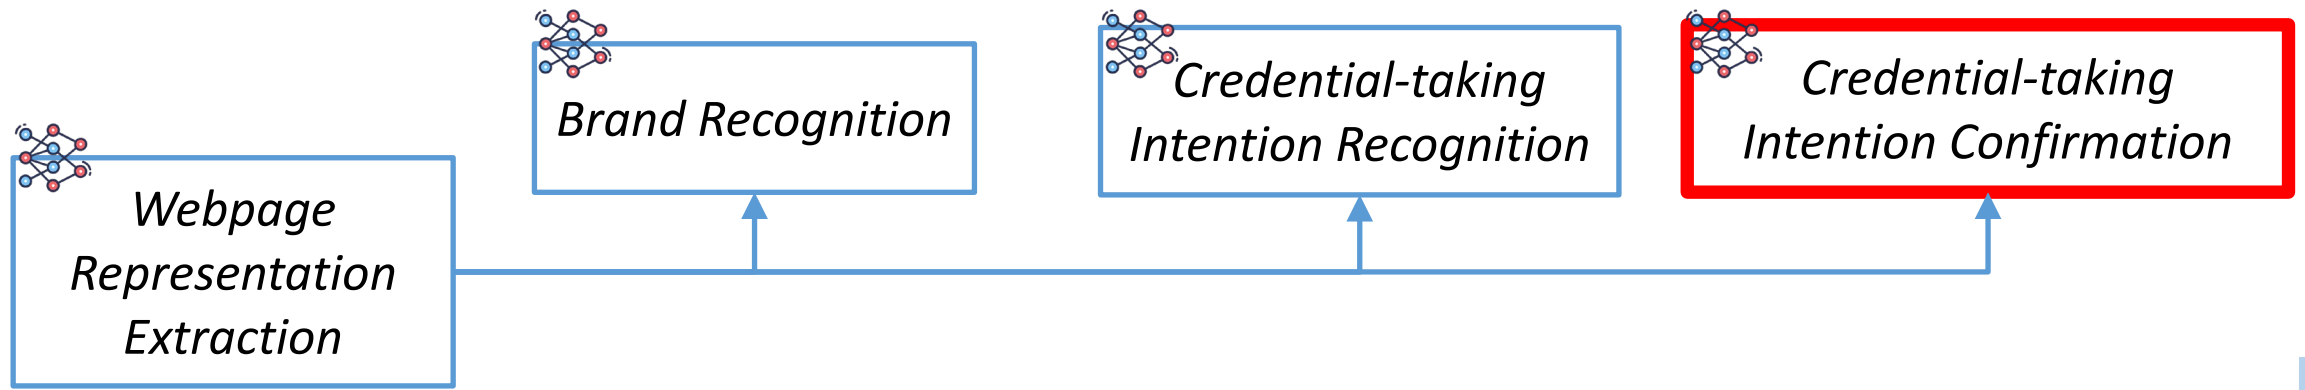 Webpage
Representation
Extraction
Brand Recognition
Credential-taking
Intention Recognition
Credential-taking
Intention Confirmation